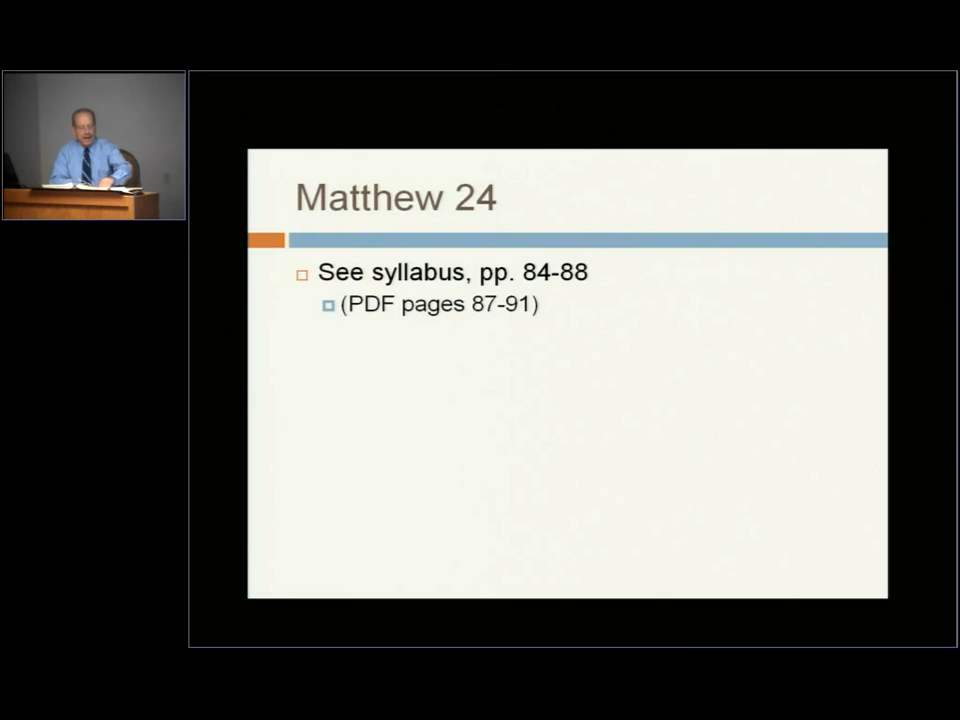 Matthew 24
See syllabus, pp. 84-88
(PDF pages 87-91)